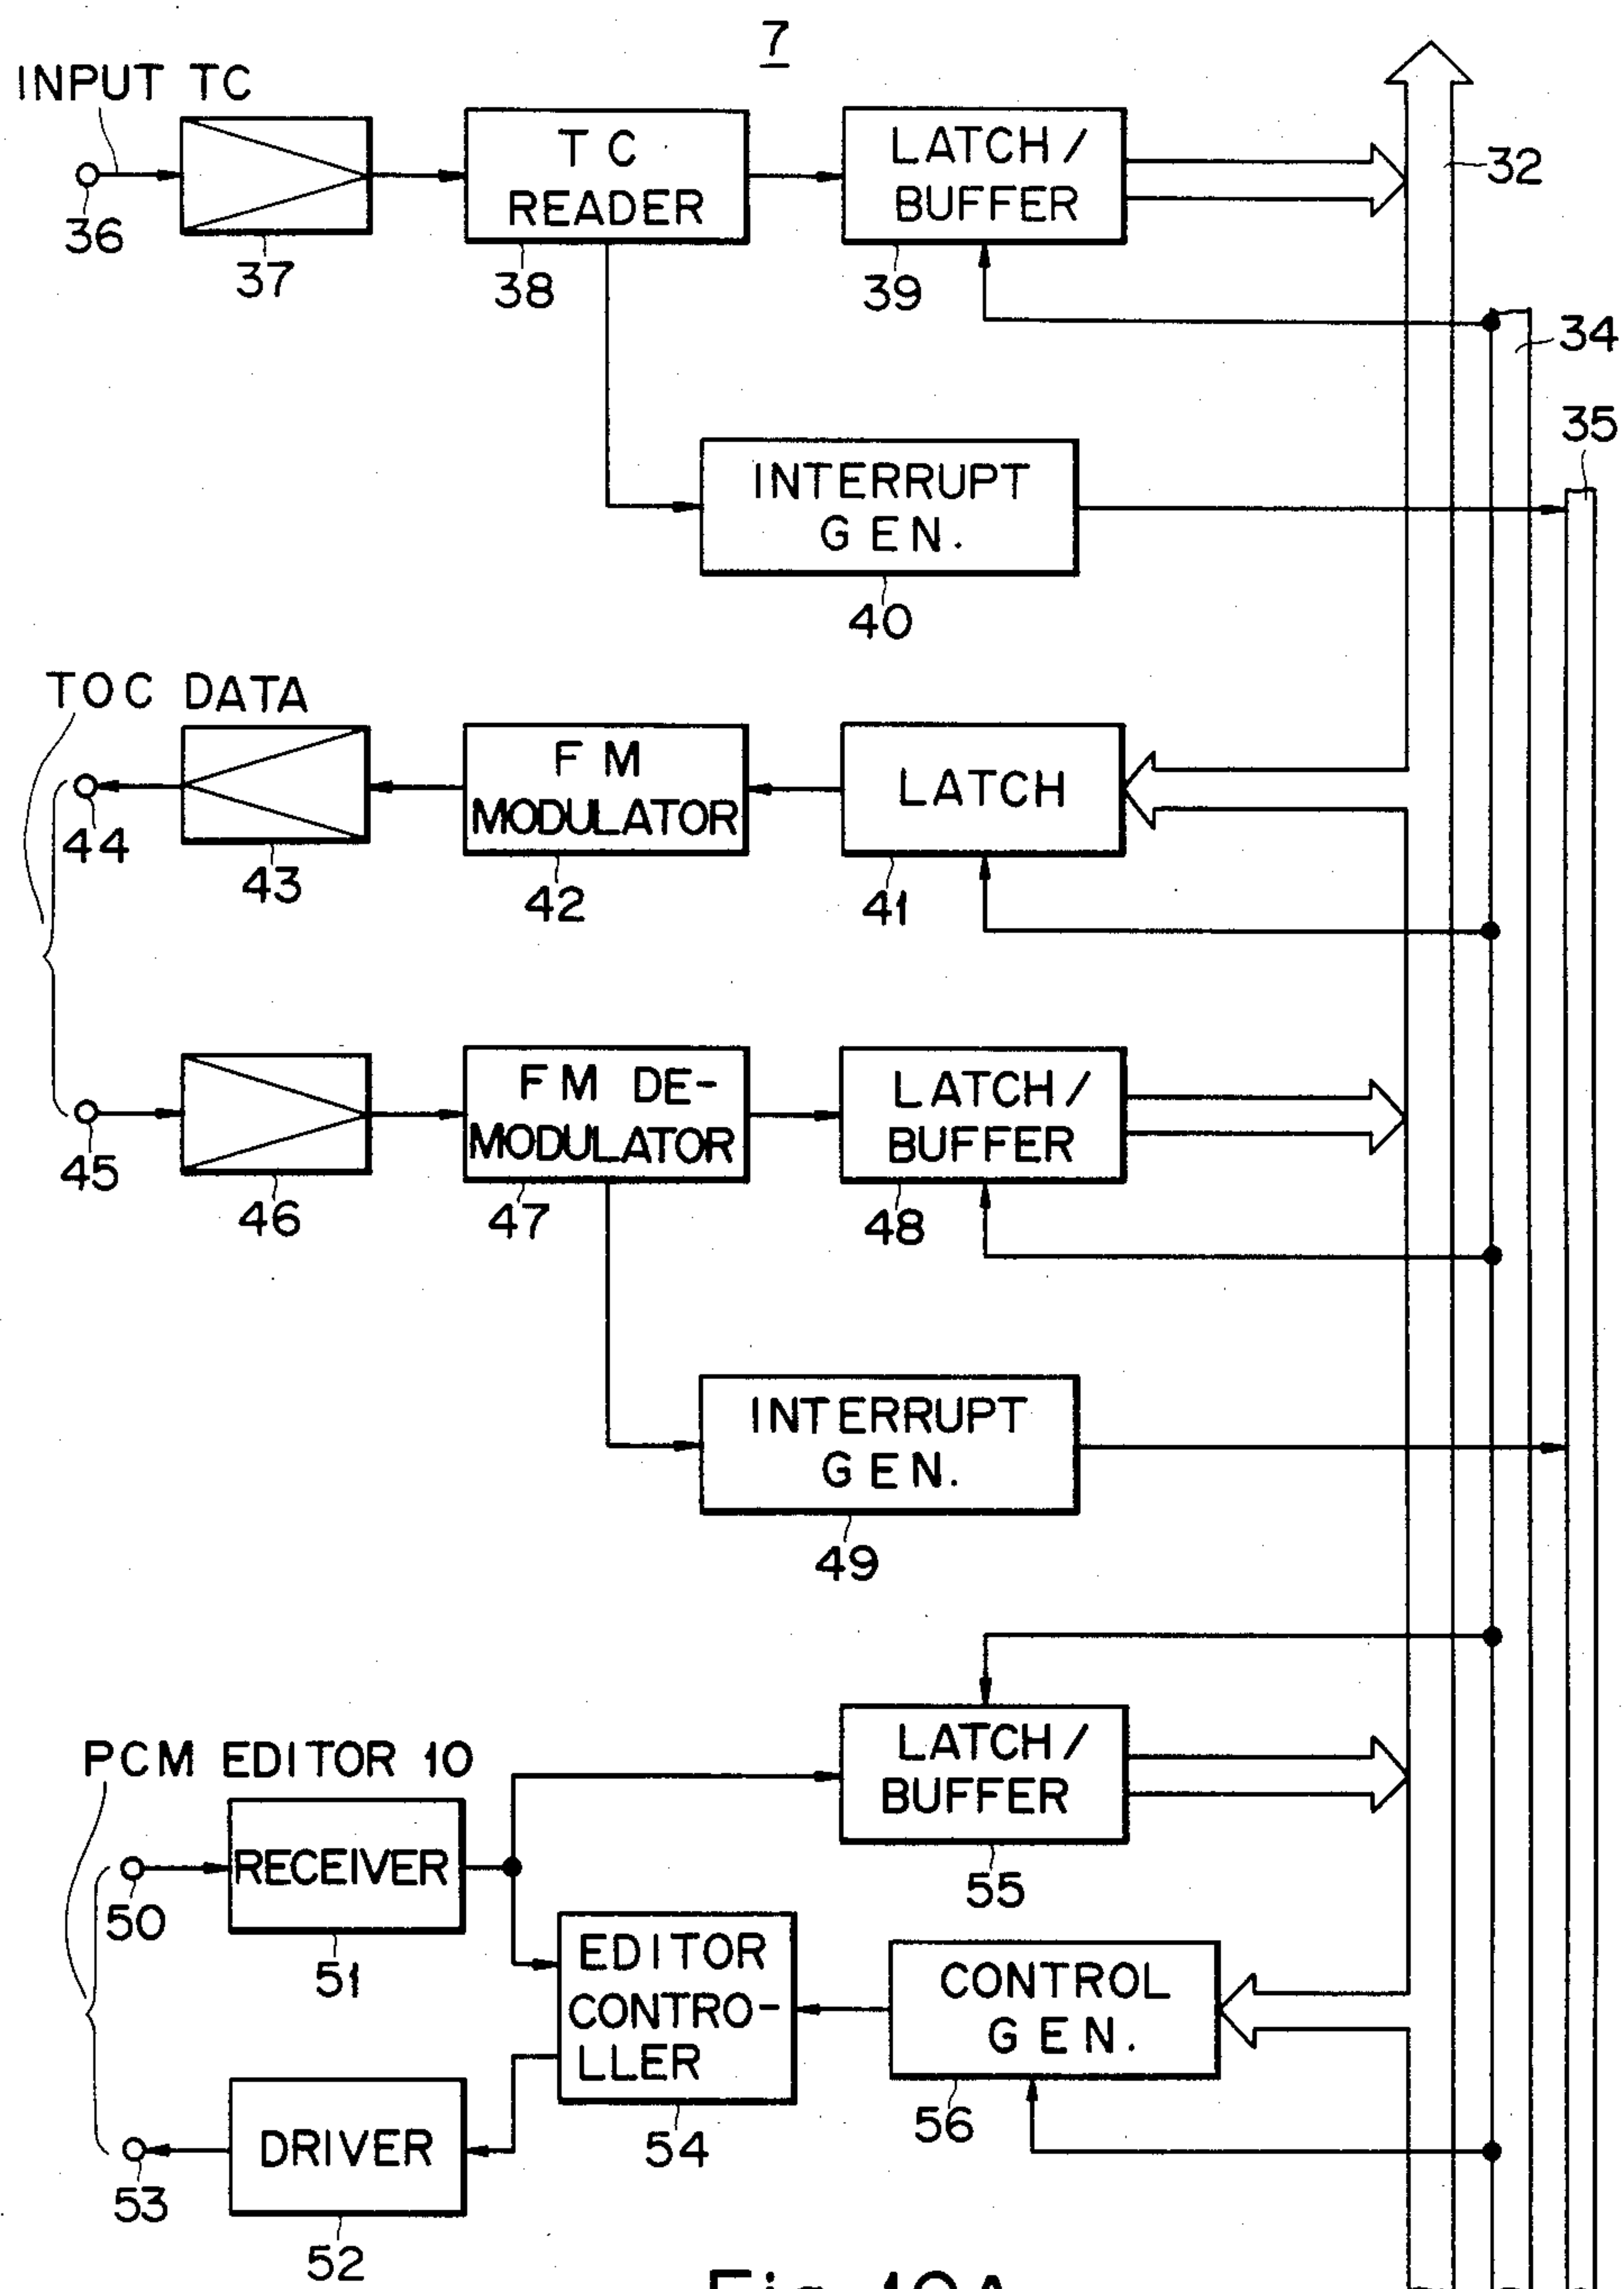 7
INPUT TC
36
37
TC
READER
38
LATCH/
BUFFER
39
32
34
35
INTERRUPT
GEN.
40
TOC DATA
44
43
FM
MODULATOR
42
LATCH
41
45
46
FM DE-
MODULATOR
47
LATCH/
BUFFER
48
INTERRUPT
GEN.
49
PCM EDITOR 10
50
RECEIVER
51
LATCH/
BUFFER
55
EDITOR
CONTRO-
LLER
54
CONTROL
GEN.
56
53
DRIVER
52